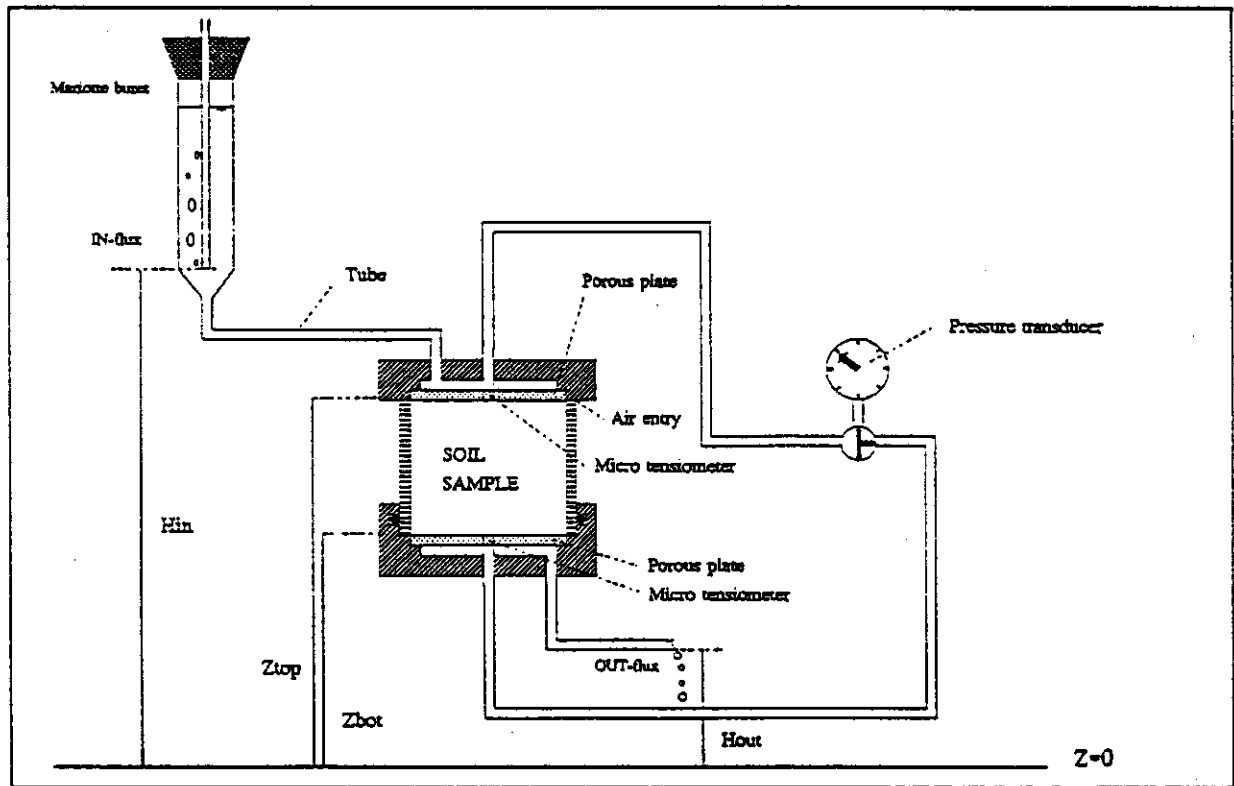 Mariotte buret
IN-flux
Tube
Porous plate
Pressure transducer
Air entry
Micro tensiometer
SOIL
SAMPLE
Hin
Porous plate
Micro tensiometer
Ztop
OUT-flux
Zbot
Hout
Z=0